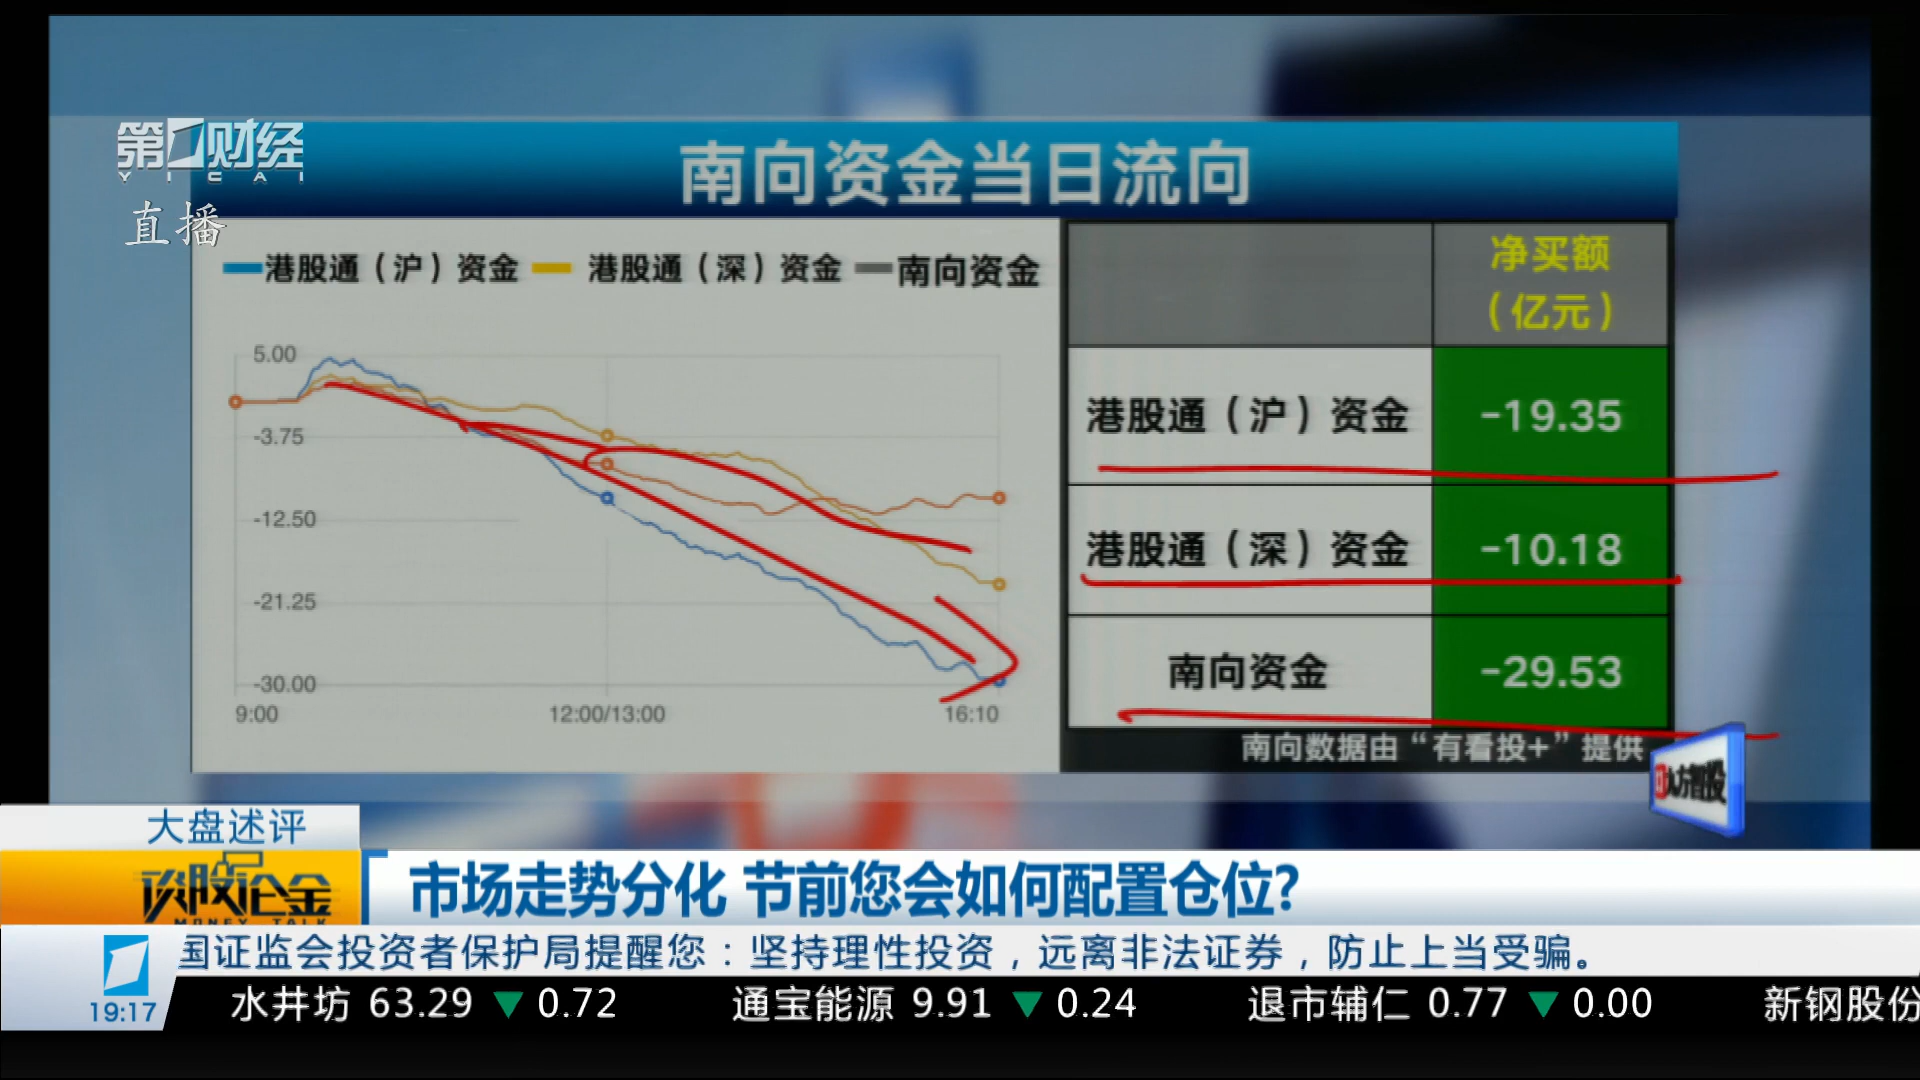 第一财经
YICAI
直播
南向资金当日流向
港股通（沪）资金 港股通（深）资金 南向资金
5.00
-3.75
-12.50
-21.25
-30.00
9:00 12:00/13:00 16:10
净买额
（亿元）
港股通（沪）资金 -19.35
港股通（深）资金 -10.18
南向资金 -29.53
南向数据由“有看投+”提供
大方智投
大盘述评
谈股论金
MONEY TALK
市场走势分化 节前您会如何配置仓位?
国证监会投资者保护局提醒您：坚持理性投资，远离非法证券，防止上当受骗。
19:17
水井坊 63.29 ▼ 0.72 通宝能源 9.91 ▼ 0.24 退市辅仁 0.77 ▼ 0.00 新钢股份